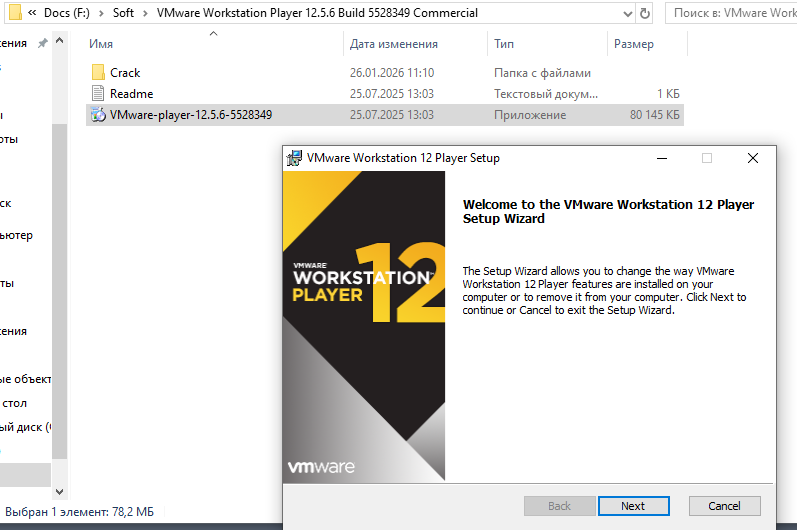 « Docs (F:) › Soft › VMware Workstation Player 12.5.6 Build 5528349 Commercial
Поиск в: VMware Work
Имя Дата изменения Тип Размер
Crack 26.01.2026 11:10 Папка с файлами
Readme 25.07.2025 13:03 Текстовый докум... 1 КБ
VMware-player-12.5.6-5528349 25.07.2025 13:03 Приложение 80 145 КБ
жения
оты
ск
ьютер
ты
жения
ые объект
стол
ый диск (
Выбран 1 элемент: 78,2 МБ
VMware Workstation 12 Player Setup
VMWARE
WORKSTATION™
PLAYER
12
vmware
Welcome to the VMware Workstation 12 Player
Setup Wizard
The Setup Wizard allows you to change the way VMware
Workstation 12 Player features are installed on your
computer or to remove it from your computer. Click Next to
continue or Cancel to exit the Setup Wizard.
Back Next Cancel